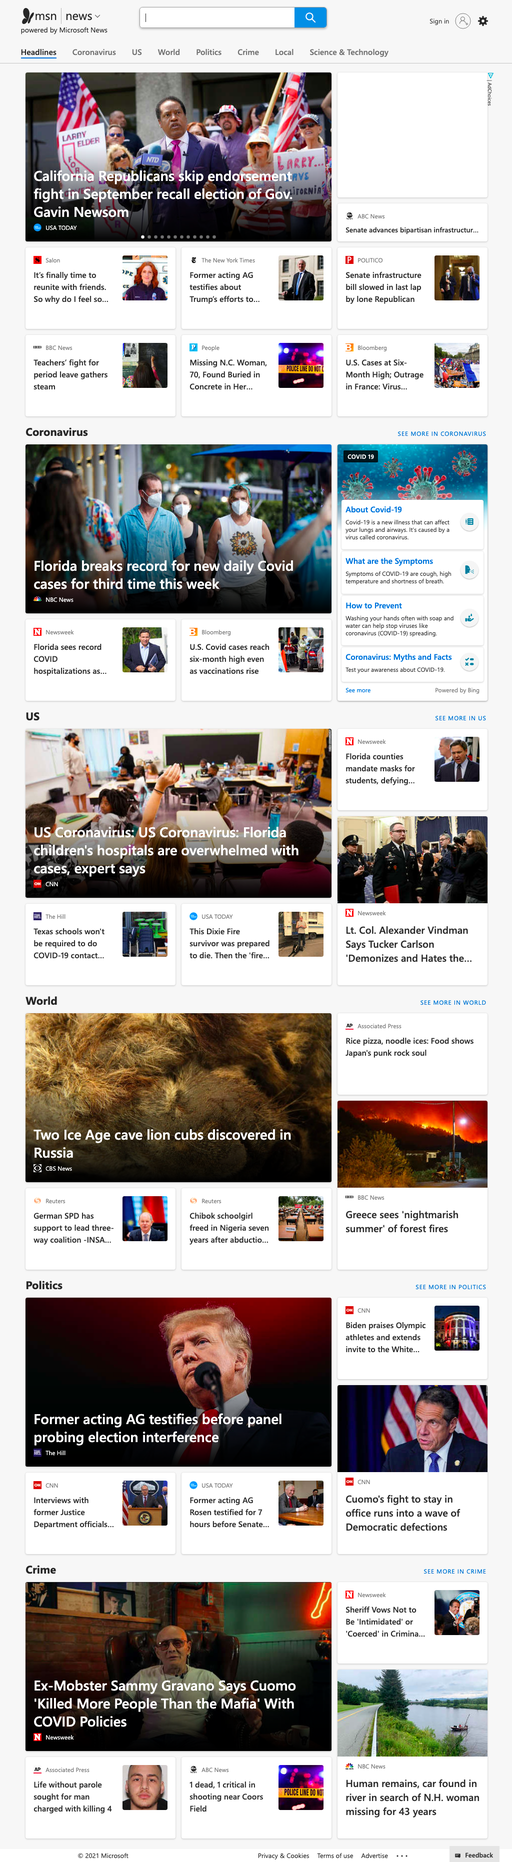 msn | news
powered by Microsoft News
Sign in
Headlines Coronavirus US World Politics Crime Local Science & Technology
LARRY ELDER
NTD
LARRY...
California Republicans skip endorsement
fight in September recall election of Gov.
Gavin Newsom
USA TODAY
AdChoices
ABC News
Senate advances bipartisan infrastructur...
Salon
It's finally time to
reunite with friends.
So why do I feel so...
The New York Times
Former acting AG
testifies about
Trump's efforts to...
POLITICO
Senate infrastructure
bill slowed in last lap
by lone Republican
BBC News
Teachers' fight for
period leave gathers
steam
People
Missing N.C. Woman,
70, Found Buried in
Concrete in Her...
POLICE LINE DO NOT
Bloomberg
U.S. Cases at Six-
Month High; Outrage
in France: Virus...
Coronavirus
SEE MORE IN CORONAVIRUS
Florida breaks record for new daily Covid
cases for third time this week
NBC News
COVID 19
About Covid-19
Covid-19 is a new illness that can affect
your lungs and airways. It's caused by a
virus called coronavirus.
What are the Symptoms
Symptoms of COVID-19 are cough, high
temperature and shortness of breath.
How to Prevent
Washing your hands often with soap and
water can help stop viruses like
coronavirus (COVID-19) spreading.
Coronavirus: Myths and Facts
Test your awareness about COVID-19.
See more
Powered by Bing
Newsweek
Florida sees record
COVID
hospitalizations as...
Bloomberg
U.S. Covid cases reach
six-month high even
as vaccinations rise
US
SEE MORE IN US
US Coronavirus: US Coronavirus: Florida
children's hospitals are overwhelmed with
cases, expert says
CNN
Newsweek
Florida counties
mandate masks for
students, defying...
Newsweek
Lt. Col. Alexander Vindman
Says Tucker Carlson
'Demonizes and Hates the...
The Hill
Texas schools won't
be required to do
COVID-19 contact...
USA TODAY
This Dixie Fire
survivor was prepared
to die. Then the 'fire...
World
SEE MORE IN WORLD
Two Ice Age cave lion cubs discovered in
Russia
CBS News
Associated Press
Rice pizza, noodle ices: Food shows
Japan's punk rock soul
BBC News
Greece sees 'nightmarish
summer' of forest fires
Reuters
German SPD has
support to lead three-
way coalition -INSA...
Reuters
Chibok schoolgirl
freed in Nigeria seven
years after abductio...
Politics
SEE MORE IN POLITICS
Former acting AG testifies before panel
probing election interference
The Hill
CNN
Biden praises Olympic
athletes and extends
invite to the White...
CNN
Cuomo's fight to stay in
office runs into a wave of
Democratic defections
CNN
Interviews with
former Justice
Department officials...
USA TODAY
Former acting AG
Rosen testified for 7
hours before Senate...
Crime
SEE MORE IN CRIME
Ex-Mobster Sammy Gravano Says Cuomo
'Killed More People Than the Mafia' With
COVID Policies
Newsweek
Newsweek
Sheriff Vows Not to
Be 'Intimidated' or
'Coerced' in Crimina...
NBC News
Human remains, car found in
river in search of N.H. woman
missing for 43 years
Associated Press
Life without parole
sought for man
charged with killing 4
ABC News
1 dead, 1 critical in
shooting near Coors
Field
POLICE LINE DO NOT
© 2021 Microsoft
Privacy & Cookies Terms of use Advertise ...
Feedback